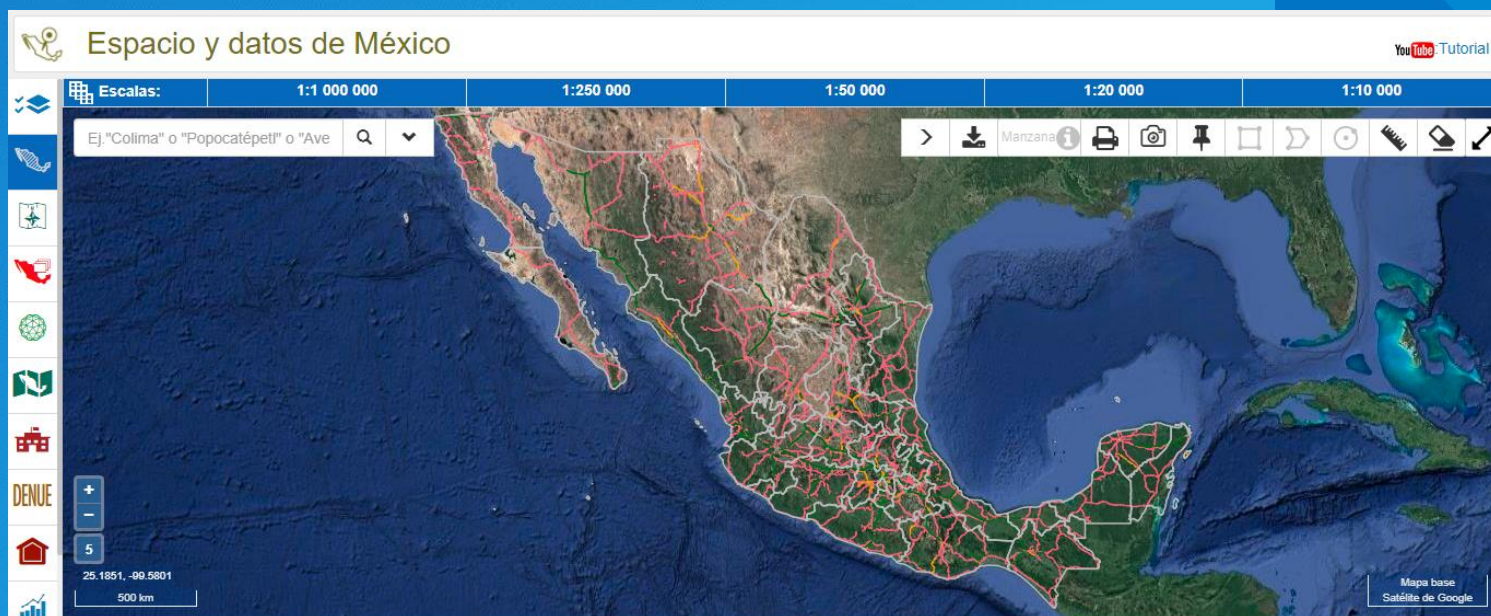 Espacio y datos de México
YouTube:Tutorial
Escalas:
1:1 000 000
1:250 000
1:50 000
1:20 000
1:10 000
Ej."Colima" o "Popocatépetl" o "Ave
Manzana
DENUE
+
−
5
25.1851, -99.5801
500 km
Mapa base
Satélite de Google